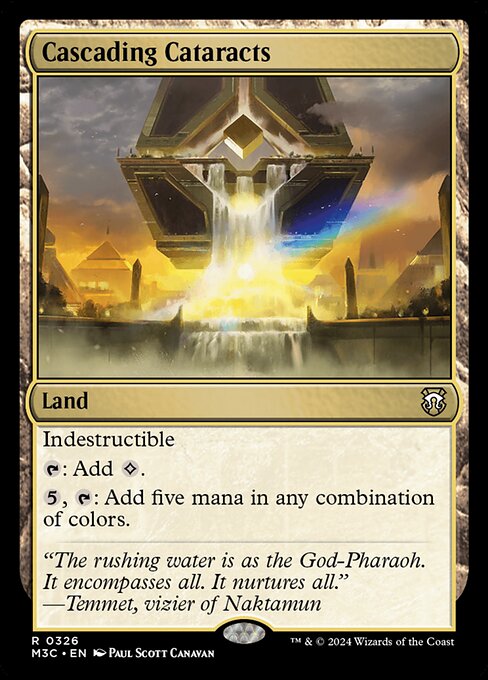 Cascading Cataracts
Land
Indestructible
: Add .
5, : Add five mana in any combination
of colors.
“The rushing water is as the God-Pharaoh.
It encompasses all. It nurtures all.”
—Temmet, vizier of Naktamun
R 0326
M3C • EN Paul Scott Canavan
™ & © 2024 Wizards of the Coast